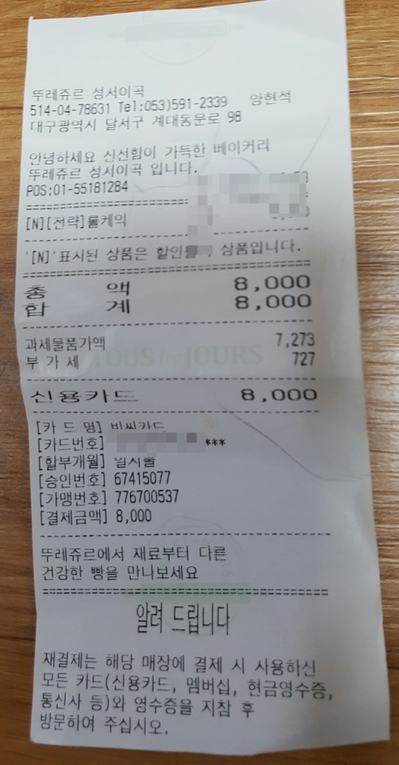 뚜레쥬르 성서이곡
514-04-78631 Tel:053)591-2339 양현석
대구광역시 달서구 계대동문로 98
안녕하세요 신선함이 가득한 베이커리
뚜레쥬르 성서이곡 입니다.
POS:01-55181284
[N][전략]롤케익
'[N]'표시된 상품은 상품입니다.
총 액 8,000
합 계 8,000
과세물품가액 7,273
부 가 세 727
TOUS les JOURS
신용카드 8,000
[카 드 명] 비씨카드
[카드번호] ***
[할부개월] 일시불
[승인번호] 67415077
[가맹번호] 776700537
[결제금액] 8,000
뚜레쥬르에서 재료부터 다른
건강한 빵을 만나보세요
알려 드립니다
재결제는 해당 매장에 결제 시 사용하신
모든 카드(신용카드, 멤버십, 현금영수증,
통신사 등)와 영수증을 지참 후
방문하여 주십시오.